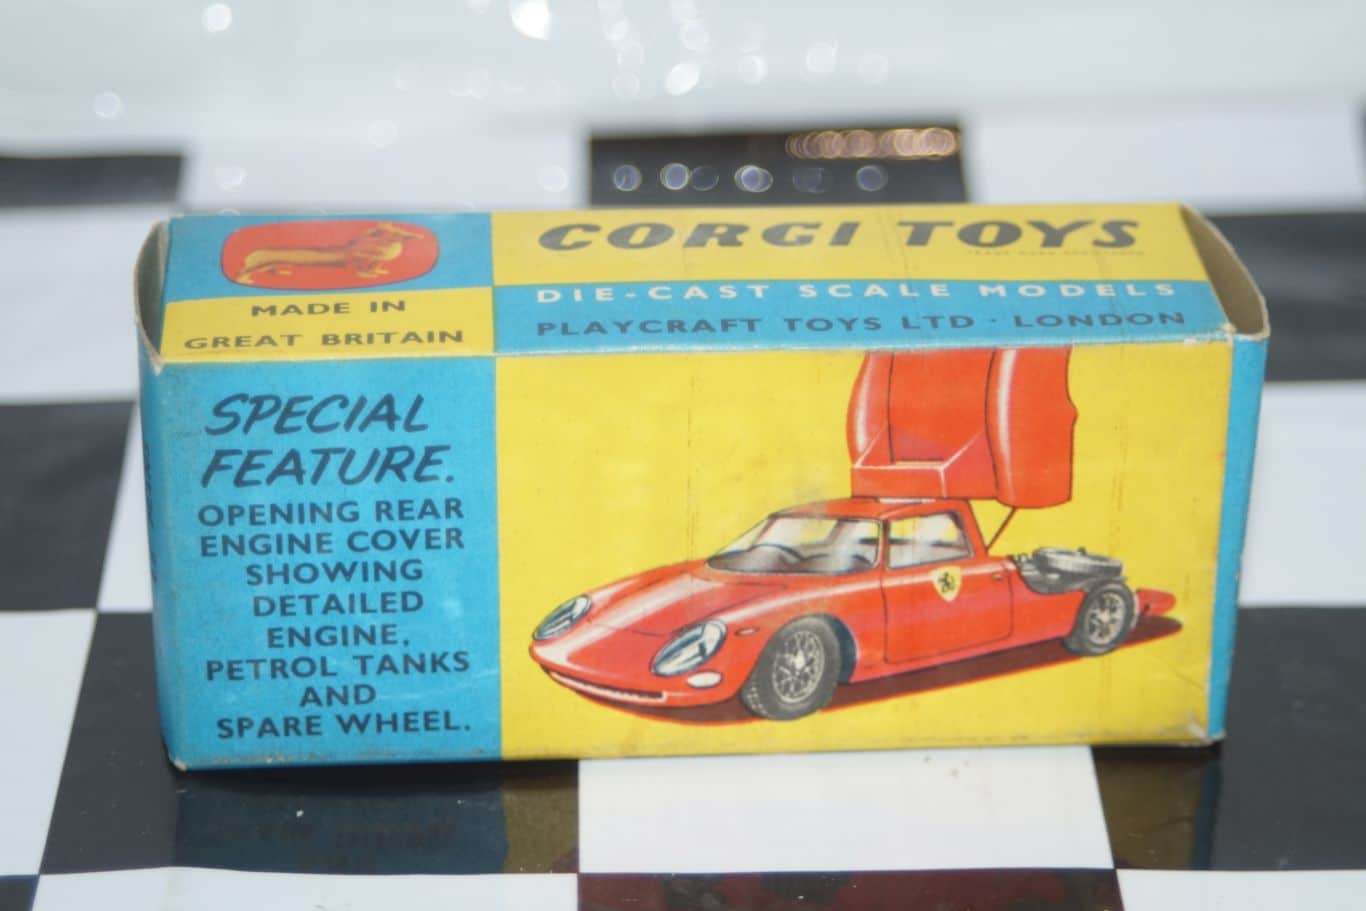 CORGI TOYS
MADE IN
GREAT BRITAIN
DIE-CAST SCALE MODELS
PLAYCRAFT TOYS LTD · LONDON
SPECIAL
FEATURE.
OPENING REAR
ENGINE COVER
SHOWING
DETAILED
ENGINE,
PETROL TANKS
AND
SPARE WHEEL.